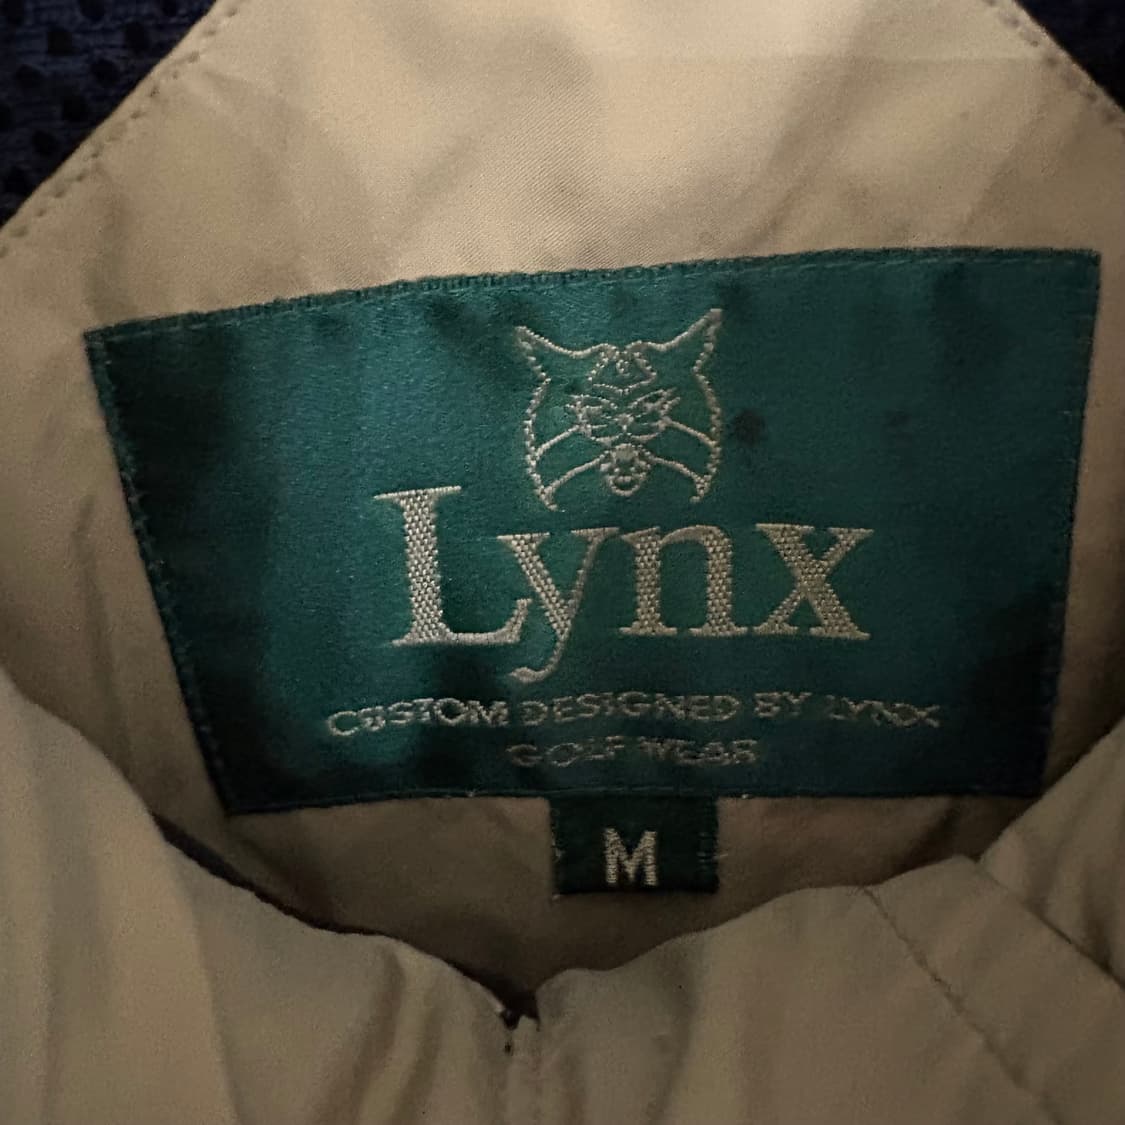 Lynx
CUSTOM DESIGNED BY LYNX
GOLF WEAR
M